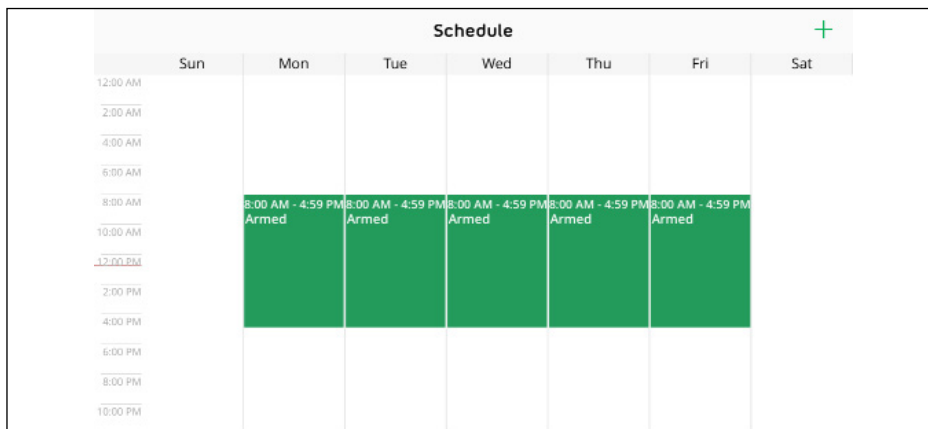 Schedule +
Sun Mon Tue Wed Thu Fri Sat
12:00 AM
2:00 AM
4:00 AM
6:00 AM
8:00 AM 8:00 AM - 4:59 PM 8:00 AM - 4:59 PM 8:00 AM - 4:59 PM 8:00 AM - 4:59 PM 8:00 AM - 4:59 PM
Armed Armed Armed Armed Armed
10:00 AM
12:00 PM
2:00 PM
4:00 PM
6:00 PM
8:00 PM
10:00 PM